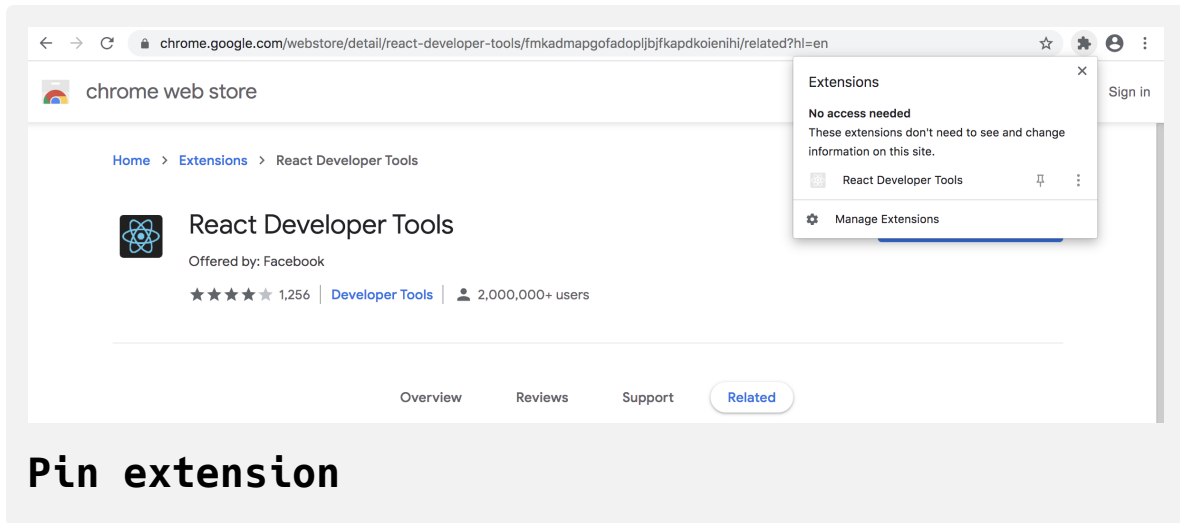 chrome.google.com/webstore/detail/react-developer-tools/fmkadmapgofadopljbjfkapdkoienihi/related?hl=en
chrome web store
Sign in
Extensions
No access needed
These extensions don't need to see and change
information on this site.
React Developer Tools
Manage Extensions
Home > Extensions > React Developer Tools
React Developer Tools
Offered by: Facebook
1,256 Developer Tools 2,000,000+ users
Overview Reviews Support Related
Pin extension